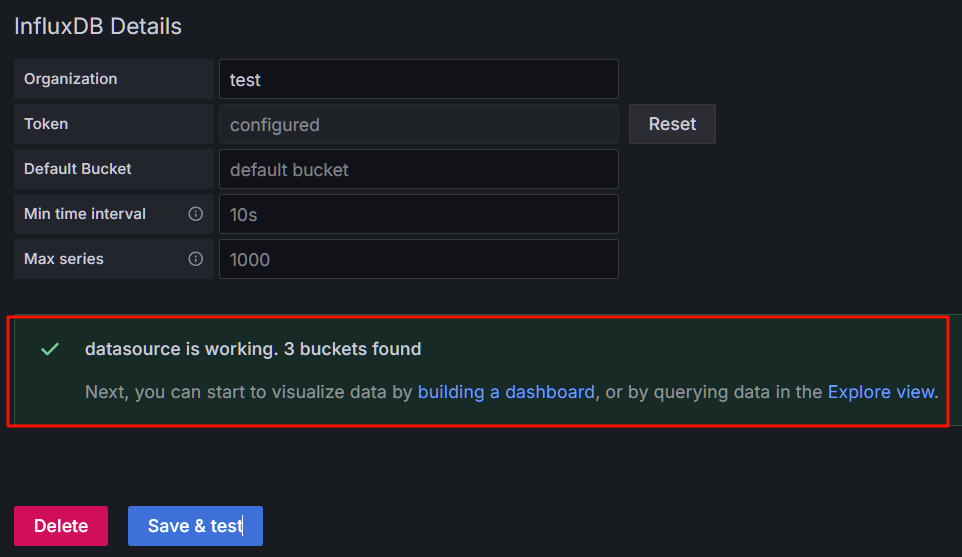 InfluxDB Details
Organization test
Token configured Reset
Default Bucket default bucket
Min time interval 10s
Max series 1000
datasource is working. 3 buckets found
Next, you can start to visualize data by building a dashboard, or by querying data in the Explore view.
Delete Save & test